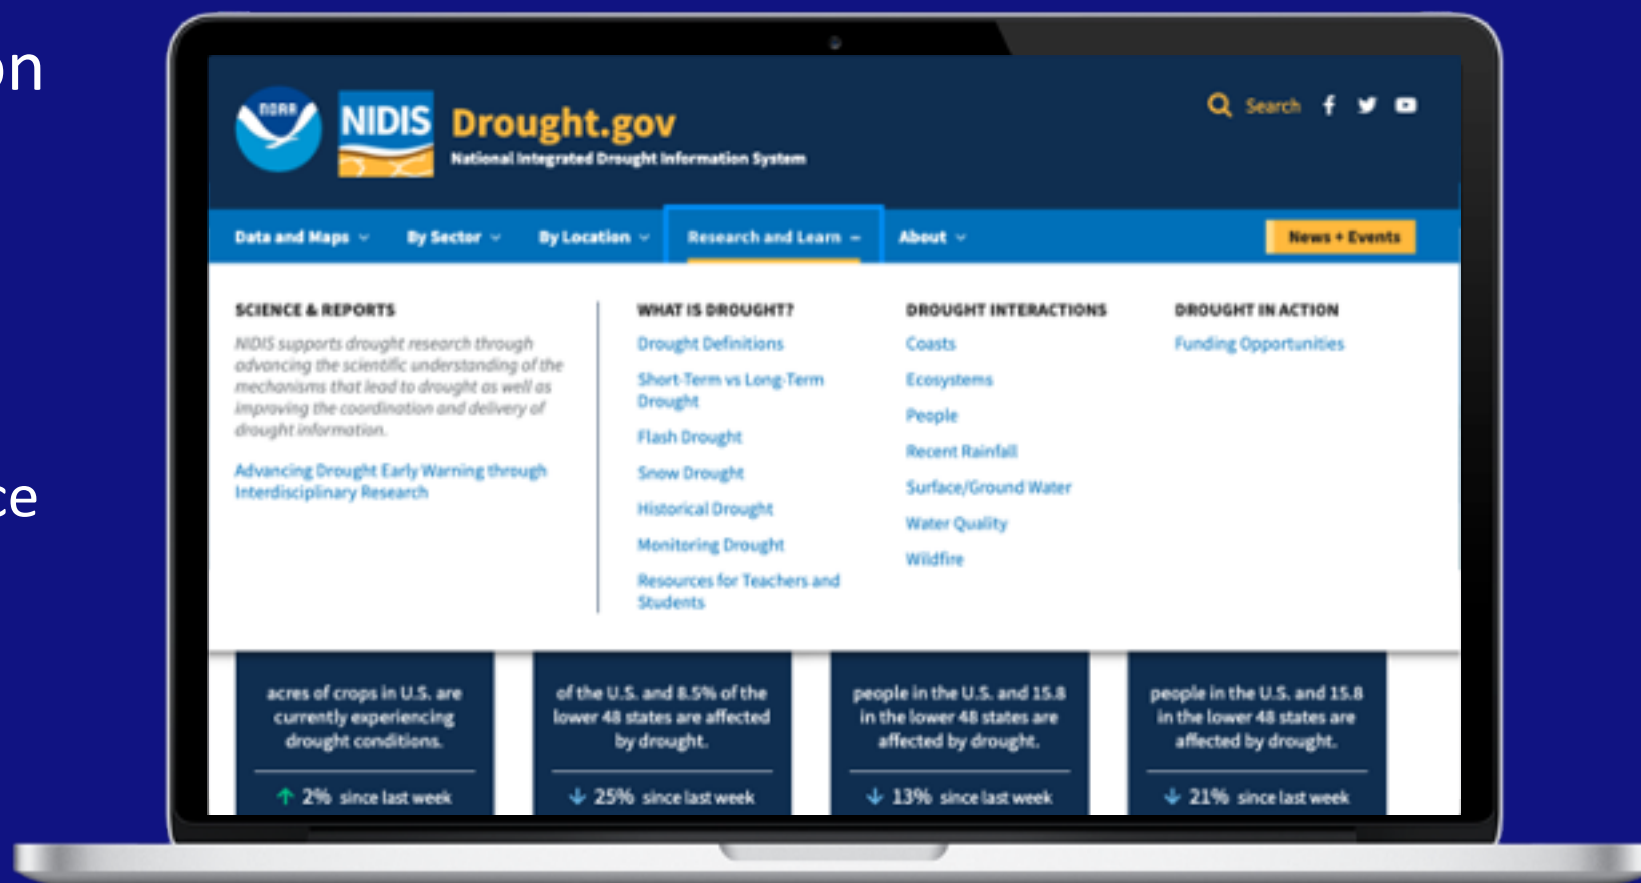 on
ce
NOAA
NIDIS
Drought.gov
National Integrated Drought Information System
Search
Data and Maps
By Sector
By Location
Research and Learn
About
News + Events
SCIENCE & REPORTS
NIDIS supports drought research through
advancing the scientific understanding of the
mechanisms that lead to drought as well as
improving the coordination and delivery of
drought information.
Advancing Drought Early Warning through
Interdisciplinary Research
WHAT IS DROUGHT?
Drought Definitions
Short-Term vs Long-Term
Drought
Flash Drought
Snow Drought
Historical Drought
Monitoring Drought
Resources for Teachers and
Students
DROUGHT INTERACTIONS
Coasts
Ecosystems
People
Recent Rainfall
Surface/Ground Water
Water Quality
Wildfire
DROUGHT IN ACTION
Funding Opportunities
acres of crops in U.S. are
currently experiencing
drought conditions.
↑ 2% since last week
of the U.S. and 8.5% of the
lower 48 states are affected
by drought.
↓ 25% since last week
people in the U.S. and 15.8
in the lower 48 states are
affected by drought.
↓ 13% since last week
people in the U.S. and 15.8
in the lower 48 states are
affected by drought.
↓ 21% since last week